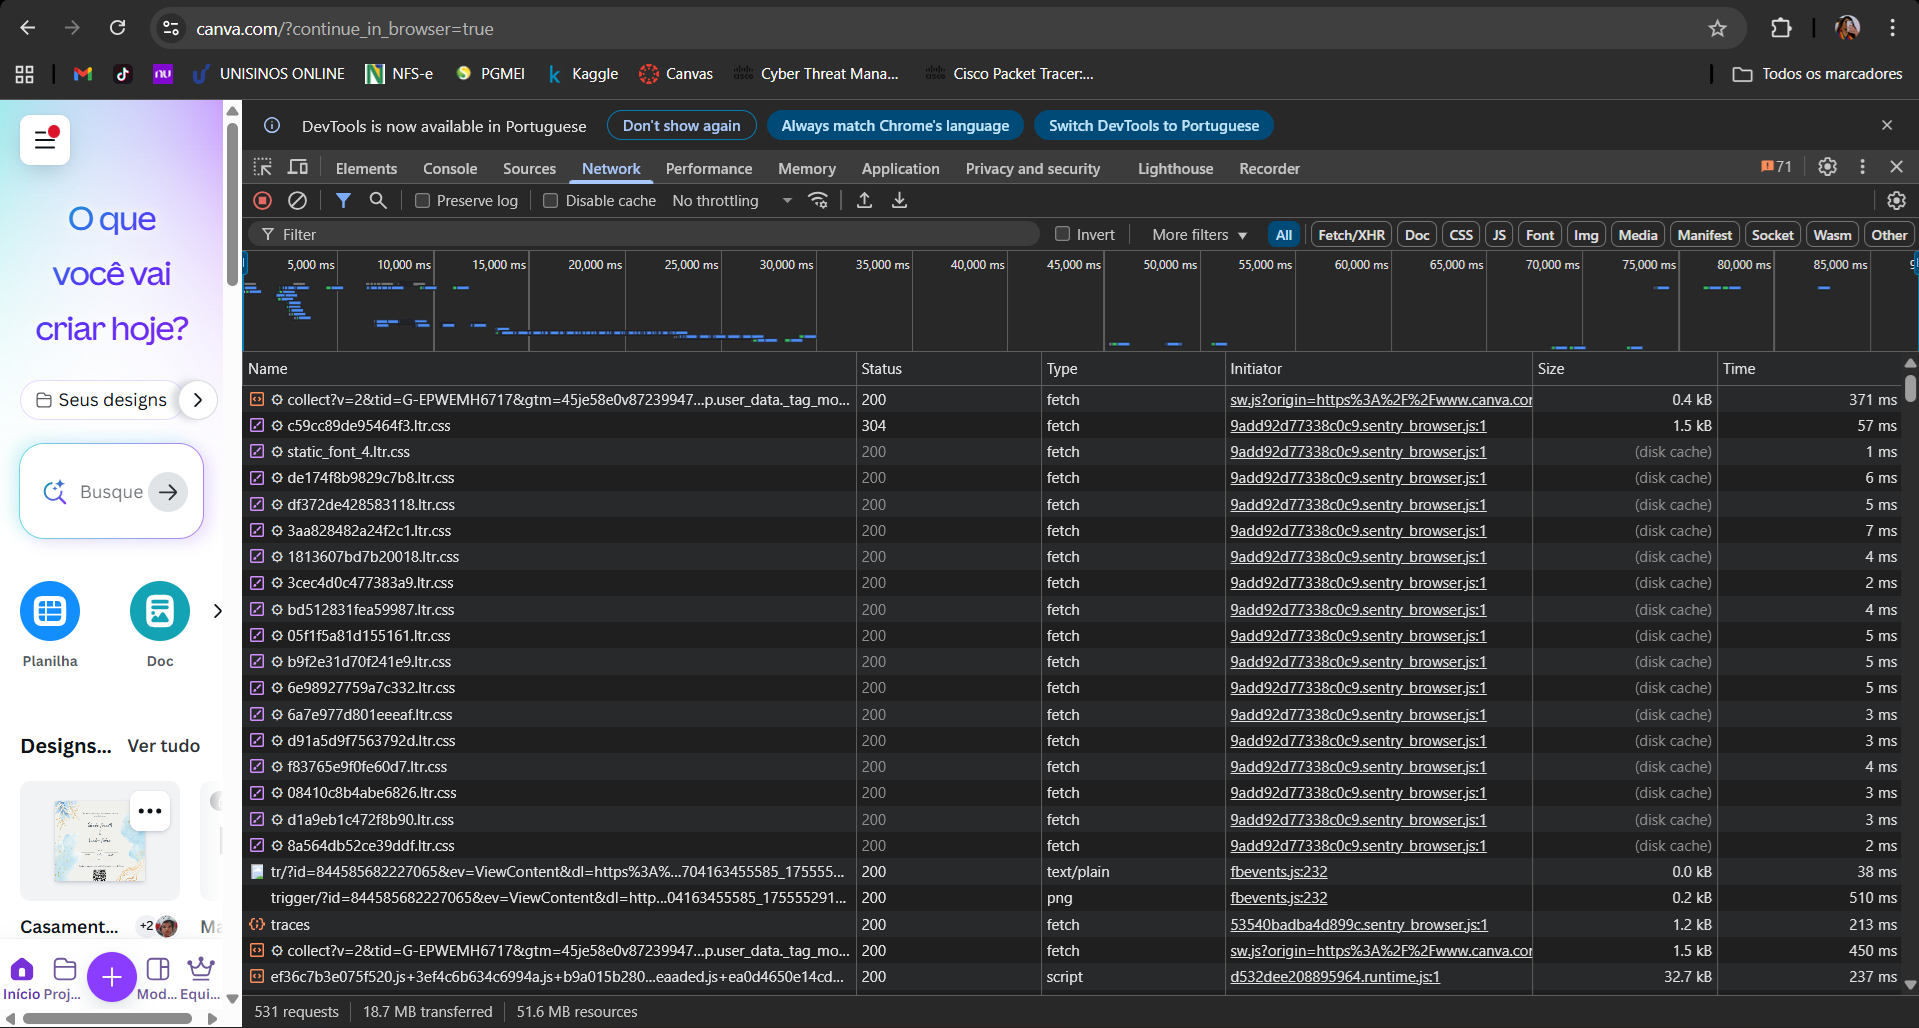 canva.com/?continue_in_browser=true
UNISINOS ONLINE NFS-e PGMEI Kaggle Canvas Cyber Threat Mana... Cisco Packet Tracer:... Todos os marcadores
O que
você vai
criar hoje?
Seus designs
Busque
Planilha Doc
Designs... Ver tudo
Casament... +2 Ma
Início Proj... Mod... Equi...
DevTools is now available in Portuguese Don't show again Always match Chrome's language Switch DevTools to Portuguese
Elements Console Sources Network Performance Memory Application Privacy and security Lighthouse Recorder 71
Preserve log Disable cache No throttling
Filter Invert More filters All Fetch/XHR Doc CSS JS Font Img Media Manifest Socket Wasm Other
5,000 ms 10,000 ms 15,000 ms 20,000 ms 25,000 ms 30,000 ms 35,000 ms 40,000 ms 45,000 ms 50,000 ms 55,000 ms 60,000 ms 65,000 ms 70,000 ms 75,000 ms 80,000 ms 85,000 ms
Name Status Type Initiator Size Time
collect?v=2&tid=G-EPWEMH6717&gtm=45je58e0v87239947...p.user_data._tag_mo... 200 fetch sw.js?origin=https%3A%2F%2Fwww.canva.cor 0.4 kB 371 ms
c59cc89de95464f3.ltr.css 304 fetch 9add92d77338c0c9.sentry_browser.js:1 1.5 kB 57 ms
static_font_4.ltr.css 200 fetch 9add92d77338c0c9.sentry_browser.js:1 (disk cache) 1 ms
de174f8b9829c7b8.ltr.css 200 fetch 9add92d77338c0c9.sentry_browser.js:1 (disk cache) 6 ms
df372de428583118.ltr.css 200 fetch 9add92d77338c0c9.sentry_browser.js:1 (disk cache) 5 ms
3aa828482a24f2c1.ltr.css 200 fetch 9add92d77338c0c9.sentry_browser.js:1 (disk cache) 7 ms
1813607bd7b20018.ltr.css 200 fetch 9add92d77338c0c9.sentry_browser.js:1 (disk cache) 4 ms
3cec4d0c477383a9.ltr.css 200 fetch 9add92d77338c0c9.sentry_browser.js:1 (disk cache) 2 ms
bd512831fea59987.ltr.css 200 fetch 9add92d77338c0c9.sentry_browser.js:1 (disk cache) 4 ms
05f1f5a81d155161.ltr.css 200 fetch 9add92d77338c0c9.sentry_browser.js:1 (disk cache) 5 ms
b9f2e31d70f241e9.ltr.css 200 fetch 9add92d77338c0c9.sentry_browser.js:1 (disk cache) 5 ms
6e98927759a7c332.ltr.css 200 fetch 9add92d77338c0c9.sentry_browser.js:1 (disk cache) 5 ms
6a7e977d801eeeaf.ltr.css 200 fetch 9add92d77338c0c9.sentry_browser.js:1 (disk cache) 3 ms
d91a5d9f7563792d.ltr.css 200 fetch 9add92d77338c0c9.sentry_browser.js:1 (disk cache) 3 ms
f83765e9f0fe60d7.ltr.css 200 fetch 9add92d77338c0c9.sentry_browser.js:1 (disk cache) 4 ms
08410c8b4abe6826.ltr.css 200 fetch 9add92d77338c0c9.sentry_browser.js:1 (disk cache) 3 ms
d1a9eb1c472f8b90.ltr.css 200 fetch 9add92d77338c0c9.sentry_browser.js:1 (disk cache) 3 ms
8a564db52ce39ddf.ltr.css 200 fetch 9add92d77338c0c9.sentry_browser.js:1 (disk cache) 2 ms
tr/?id=844585682227065&ev=ViewContent&dl=https%3A%...704163455585_175555... 200 text/plain fbevents.js:232 0.0 kB 38 ms
trigger/?id=844585682227065&ev=ViewContent&dl=http...04163455585_175555291... 200 png fbevents.js:232 0.2 kB 510 ms
traces 200 fetch 53540badba4d899c.sentry_browser.js:1 1.2 kB 213 ms
collect?v=2&tid=G-EPWEMH6717&gtm=45je58e0v87239947...p.user_data._tag_mo... 200 fetch sw.js?origin=https%3A%2F%2Fwww.canva.cor 1.5 kB 450 ms
ef36c7b3e075f520.js+3ef4c6b634c6994a.js+b9a015b280...eaaded.js+ea0d4650e14cd... 200 script d532dee208895964.runtime.js:1 32.7 kB 237 ms
531 requests 18.7 MB transferred 51.6 MB resources